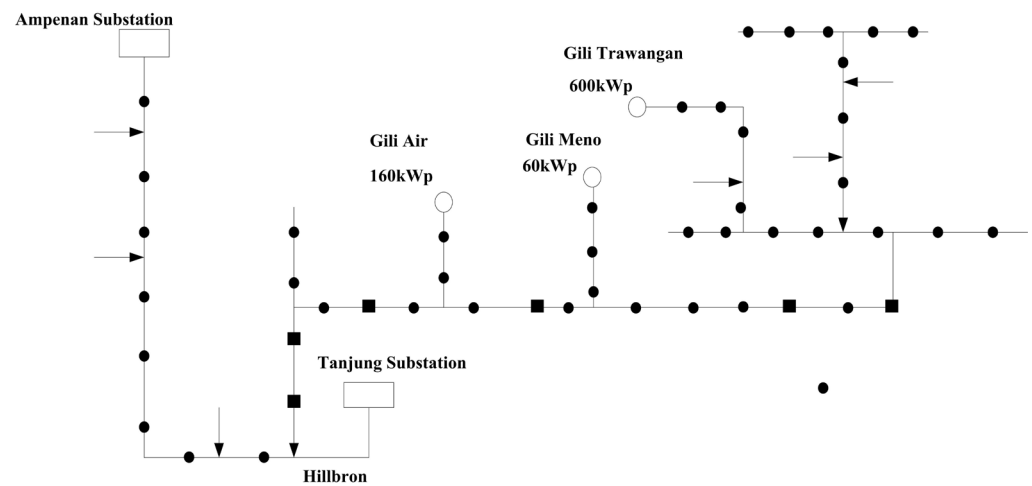 Ampenan Substation
Gili Trawangan
600kWp
Gili Air
160kWp
Gili Meno
60kWp
Tanjung Substation
Hillbron